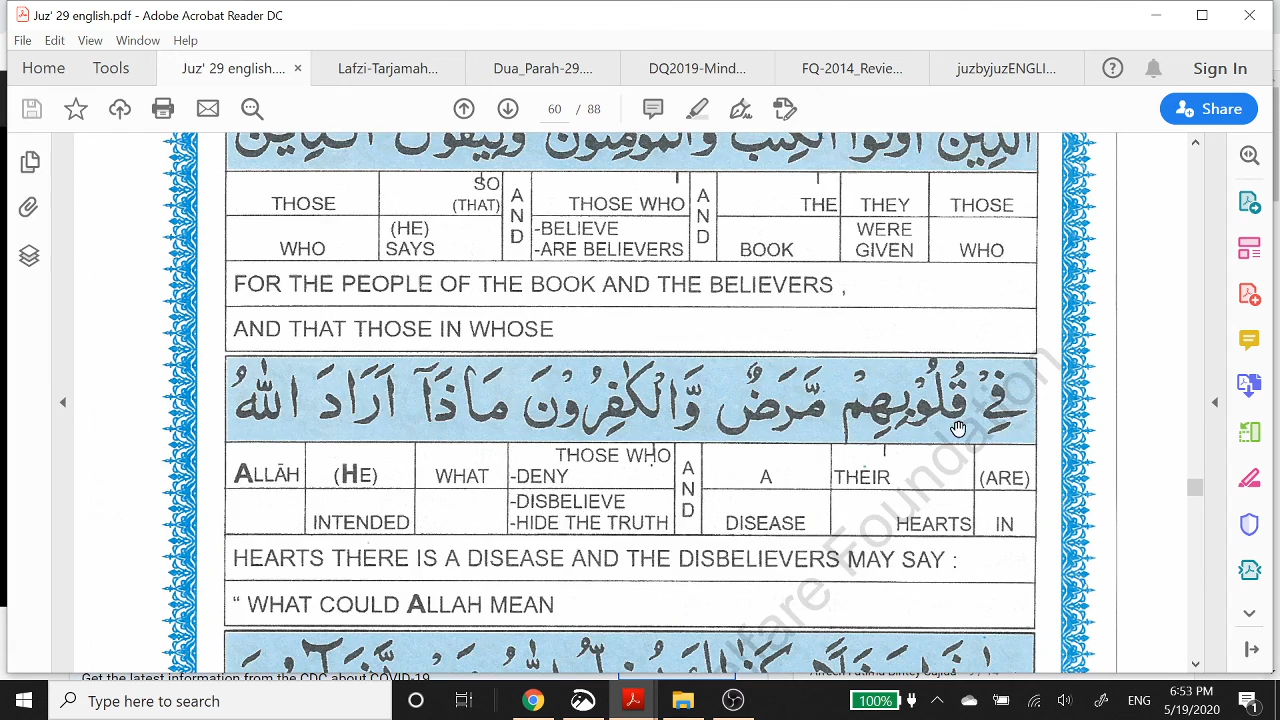 Juz' 29 english.pdf - Adobe Acrobat Reader DC
File Edit View Window Help
Home Tools Juz' 29 english.... × Lafzi-Tarjamah... Dua_Parah-29.... DQ2019-Mind... FQ-2014_Revie... juzbyjuzENGLI... Sign In
60 / 88 Share
الَّذِيْنَ اُوْتُوا الْكِتٰبَ وَالْمُؤْمِنُوْنَ وَلِيَقُوْلَ الَّذِيْنَ
THOSE SO (THAT) AND THOSE WHO AND THE THEY THOSE
WHO (HE) SAYS -BELIEVE -ARE BELIEVERS BOOK WERE GIVEN WHO
FOR THE PEOPLE OF THE BOOK AND THE BELIEVERS ,
AND THAT THOSE IN WHOSE
فِيْ قُلُوْبِهِمْ مَّرَضٌ وَّالْكٰفِرُوْنَ مَاذَآ اَرَادَ اللّٰهُ
ALLĀH (HE) WHAT THOSE WHO -DENY AND A THEIR (ARE)
INTENDED -DISBELIEVE -HIDE THE TRUTH DISEASE HEARTS IN
HEARTS THERE IS A DISEASE AND THE DISBELIEVERS MAY SAY :
“ WHAT COULD ALLAH MEAN
Get the latest information from the CDC about COVID-19
Type here to search 100% ENG 6:53 PM
5/19/2020 1